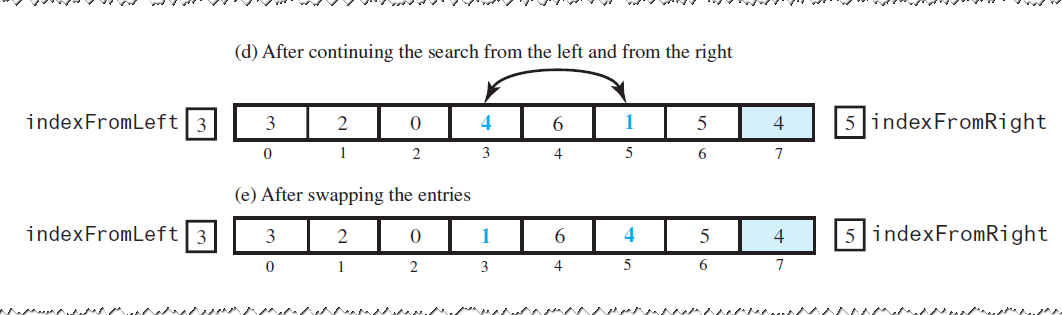 (d) After continuing the search from the left and from the right
indexFromLeft 3 3 2 0 4 6 1 5 4 5 indexFromRight
0 1 2 3 4 5 6 7
(e) After swapping the entries
indexFromLeft 3 3 2 0 1 6 4 5 4 5 indexFromRight
0 1 2 3 4 5 6 7